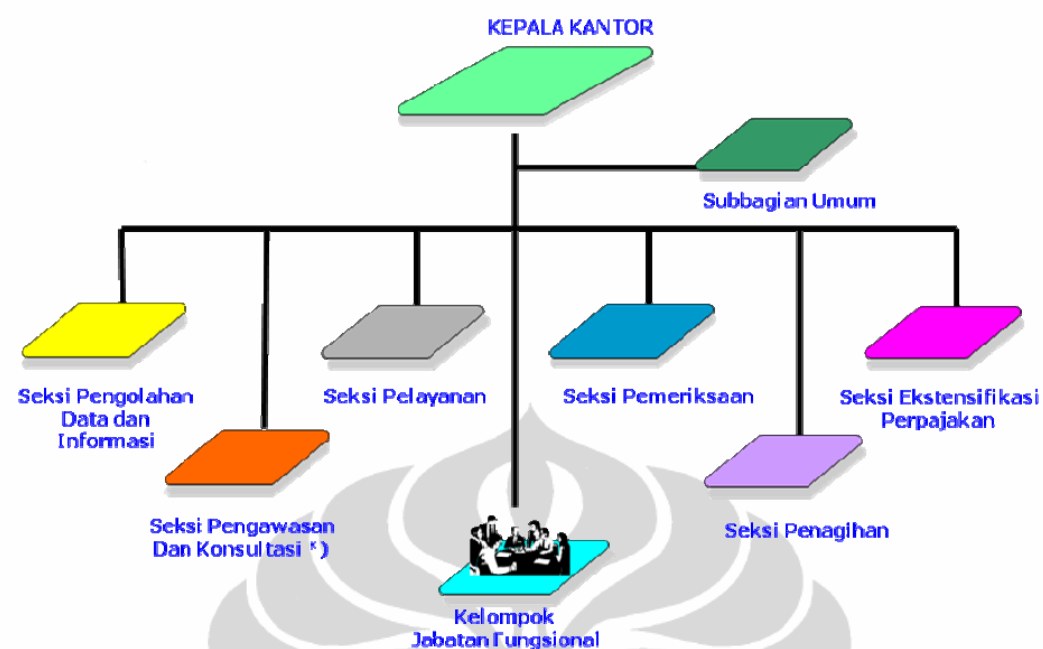 KEPALA KANTOR
Subbagian Umum
Seksi Pengolahan
Data dan
Informasi
Seksi Pelayanan
Seksi Pemeriksaan
Seksi Ekstensifikasi
Perpajakan
Seksi Pengawasan
Dan Konsultasi *)
Seksi Penagihan
Kelompok
Jabatan Fungsional